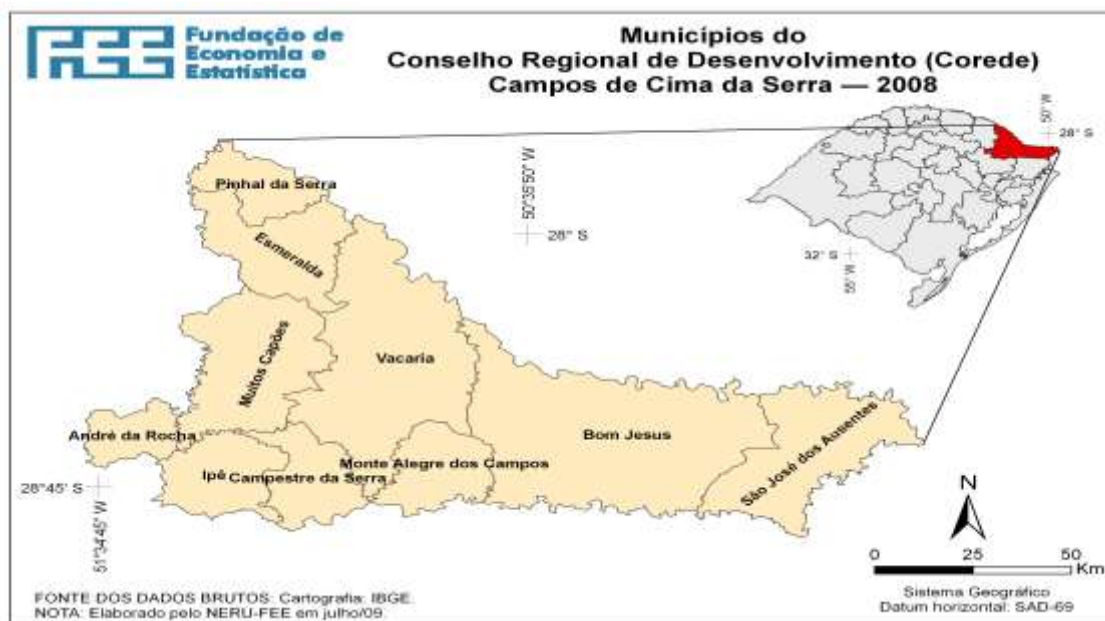 FEE
Fundação de
Economia e
Estatística
Municípios do
Conselho Regional de Desenvolvimento (Corede)
Campos de Cima da Serra — 2008
50° W
28° S
32° S
55° W
50°35'50" W
28° S
Pinhal da Serra
Esmeralda
Muitos Capões
Vacaria
André da Rocha
Bom Jesus
São José dos Ausentes
Ipê
Campestre da Serra
Monte Alegre dos Campos
28°45' S
51°34'45" W
N
0 25 50
Km
Sistema Geográfico
Datum horizontal: SAD-69
FONTE DOS DADOS BRUTOS: Cartografia: IBGE.
NOTA: Elaborado pelo NERU-FEE em julho/09.